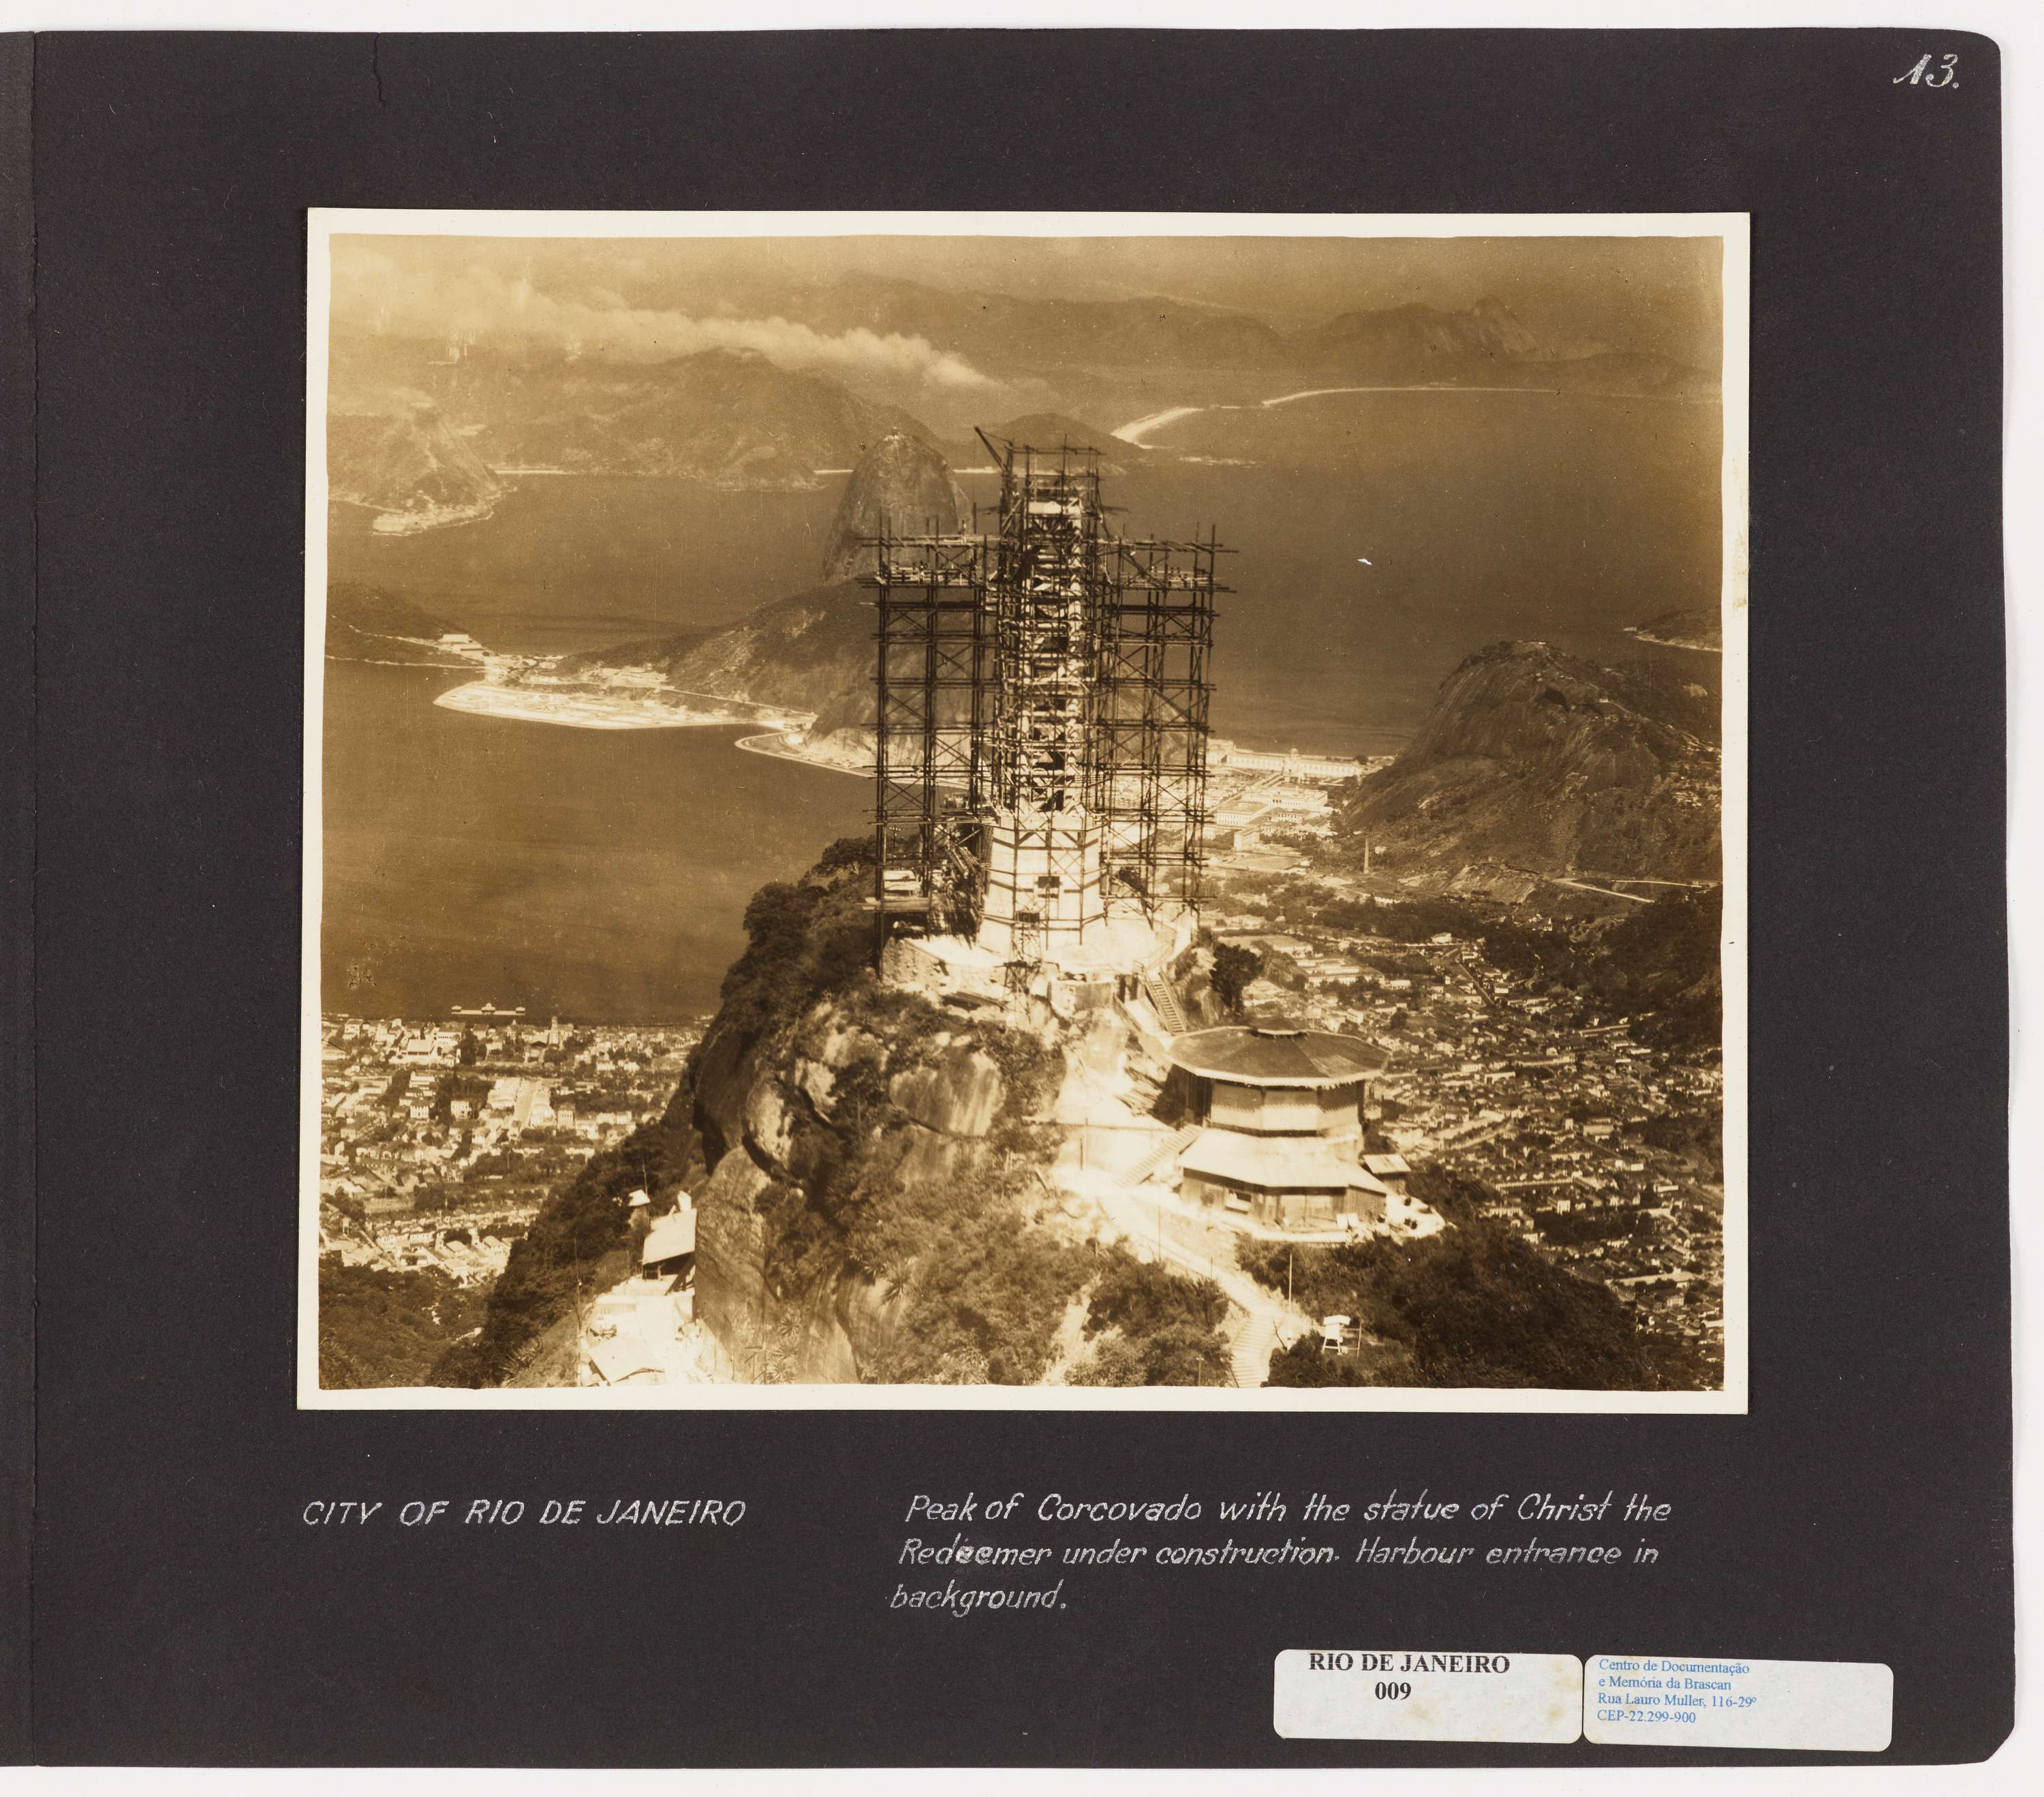 13.
CITY OF RIO DE JANEIRO
Peak of Corcovado with the statue of Christ the
Redeemer under construction. Harbour entrance in
background.
RIO DE JANEIRO
009
Centro de Documentação
e Memória da Brascan
Rua Lauro Muller, 116-29º
CEP-22.299-900